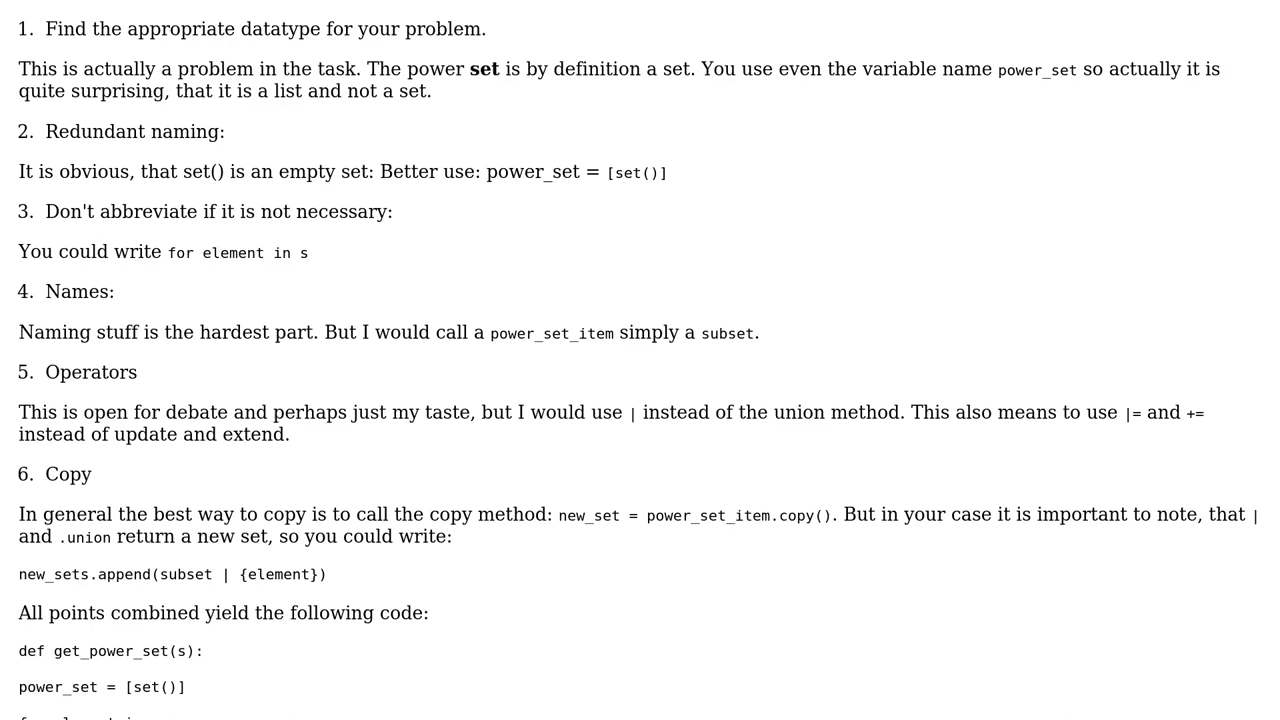 1. Find the appropriate datatype for your problem.
This is actually a problem in the task. The power set is by definition a set. You use even the variable name power_set so actually it is
quite surprising, that it is a list and not a set.
2. Redundant naming:
It is obvious, that set() is an empty set: Better use: power_set = [set()]
3. Don't abbreviate if it is not necessary:
You could write for element in s
4. Names:
Naming stuff is the hardest part. But I would call a power_set_item simply a subset.
5. Operators
This is open for debate and perhaps just my taste, but I would use | instead of the union method. This also means to use |= and +=
instead of update and extend.
6. Copy
In general the best way to copy is to call the copy method: new_set = power_set_item.copy(). But in your case it is important to note, that |
and .union return a new set, so you could write:
new_sets.append(subset | {element})
All points combined yield the following code:
def get_power_set(s):
power_set = [set()]